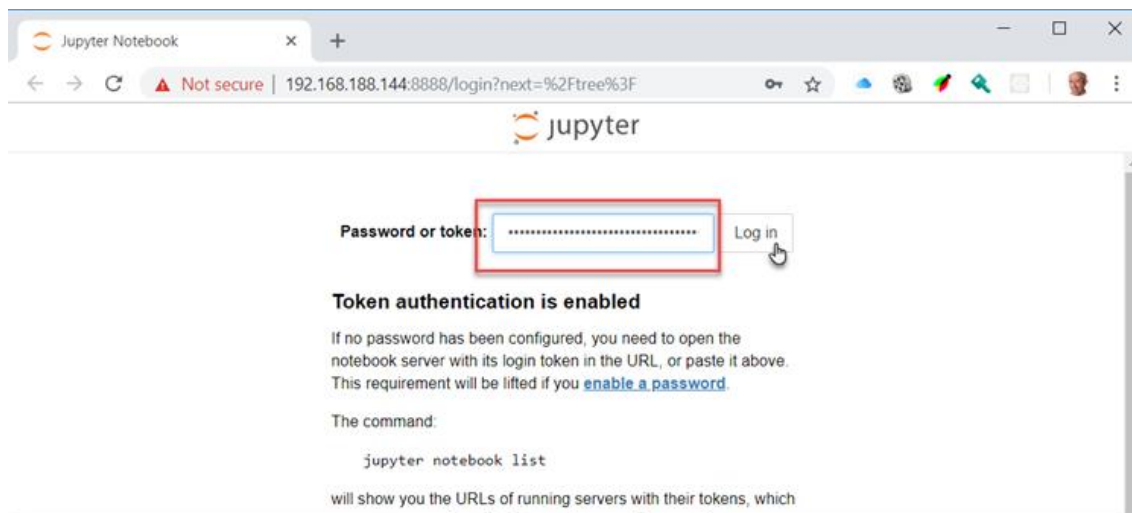 Jupyter Notebook
Not secure | 192.168.188.144:8888/login?next=%2Ftree%3F
jupyter
Password or token: Log in
Token authentication is enabled
If no password has been configured, you need to open the
notebook server with its login token in the URL, or paste it above.
This requirement will be lifted if you enable a password.
The command:
jupyter notebook list
will show you the URLs of running servers with their tokens, which